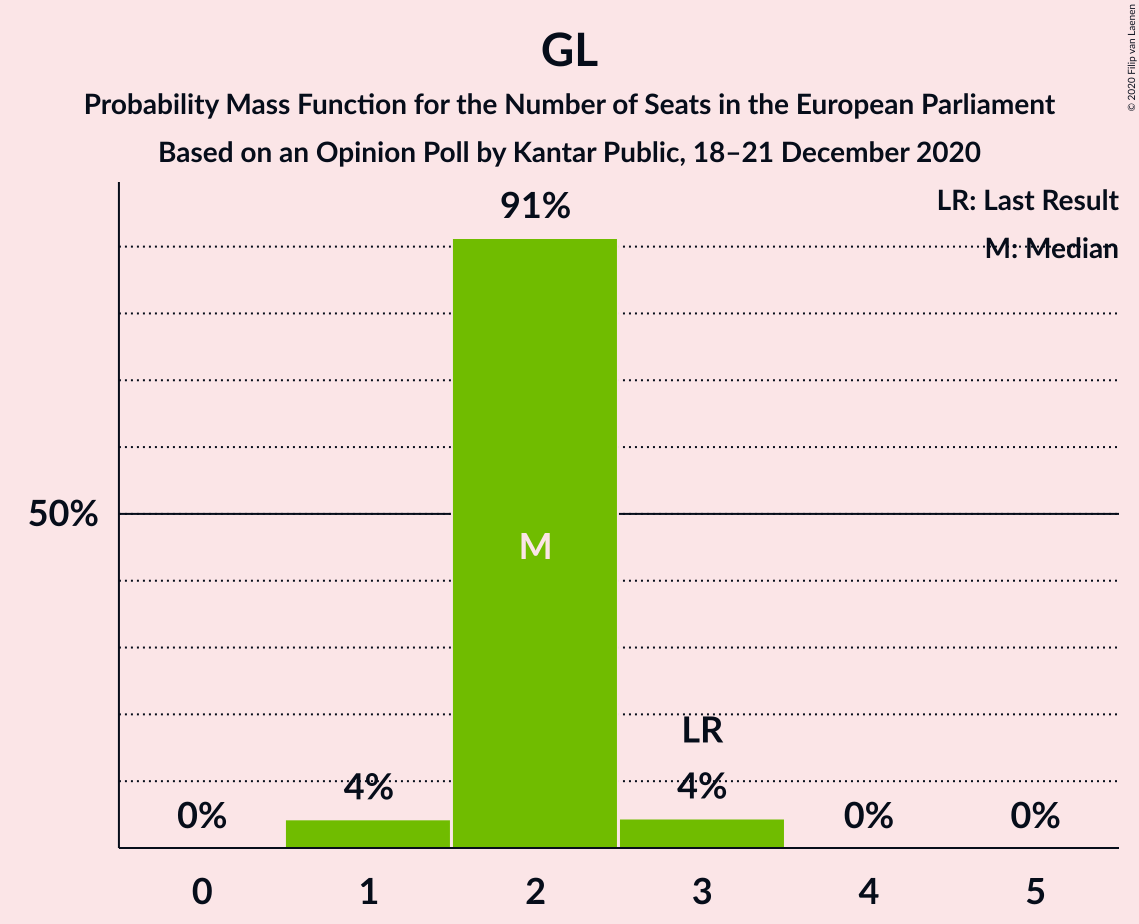 GL
Probability Mass Function for the Number of Seats in the European Parliament
Based on an Opinion Poll by Kantar Public, 18–21 December 2020
© 2020 Filip van Laenen
LR: Last Result
M: Median
91%
50%
M
LR
0%
4%
4%
0%
0%
0
1
2
3
4
5